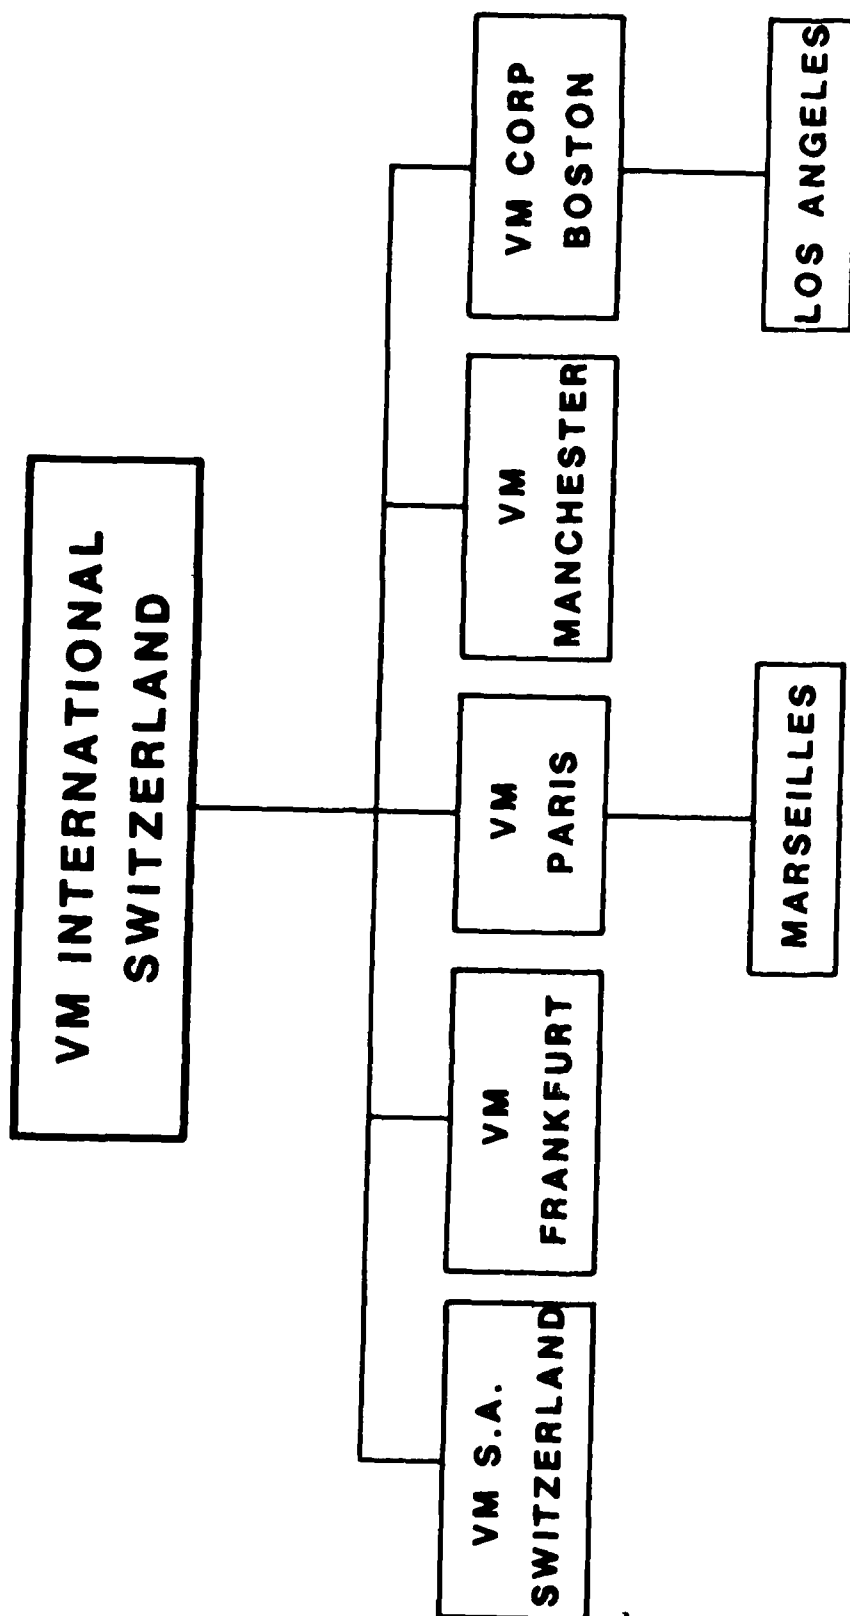 VM INTERNATIONAL
SWITZERLAND
VM S.A.
SWITZERLAND
VM
FRANKFURT
VM
PARIS
VM
MANCHESTER
VM CORP
BOSTON
MARSEILLES
LOS ANGELES